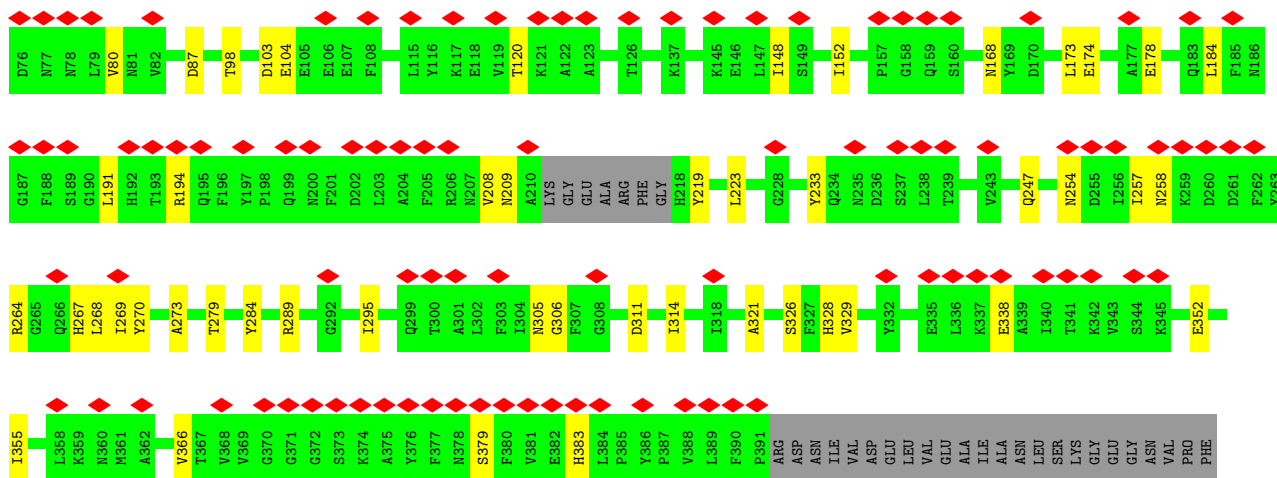 D76 N77 N78 L79 V80 N81 V82 D87 T98 D103 E104 E105 E106 E107 F108 L115 Y116 K117 E118 V119 T120 K121 A122 A123 T126 K137 K145 E146 L147 I148 S149 I152 P157 G158 Q159 S160 N168 Y169 D170 L173 E174 A177 E178 Q183 L184 F185 N186
G187 F188 S189 G190 L191 H192 T193 R194 Q195 F196 Y197 P198 Q199 N200 F201 D202 L203 A204 F205 R206 N207 V208 N209 A210 LYS GLY GLU ALA ARG PHE GLY H218 Y219 L223 G228 Y233 Q234 N235 D236 S237 L238 T239 V243 Q247 N254 D255 I256 I257 N258 K259 D260 D261 F262 Y263
R264 G265 Q266 H267 L268 I269 Y270 A273 T279 Y284 R289 G292 I295 Q299 T300 A301 L302 F303 I304 N305 G306 F307 G308 D311 I314 I318 A321 S326 F327 H328 V329 Y332 E335 L336 K337 E338 A339 I340 T341 K342 V343 S344 K345 E352
I355 L358 K359 N360 M361 A362 V366 T367 V368 V369 G370 G371 G372 S373 K374 A375 Y376 F377 N378 S379 F380 V381 E382 H383 L384 P385 Y386 P387 V388 L389 F390 P391 ARG ASP ASN ILE VAL ASP GLU LEU VAL GLU ALA ILE ALA ASN LEU SER LYS GLY GLU GLY ASN VAL PRO PHE